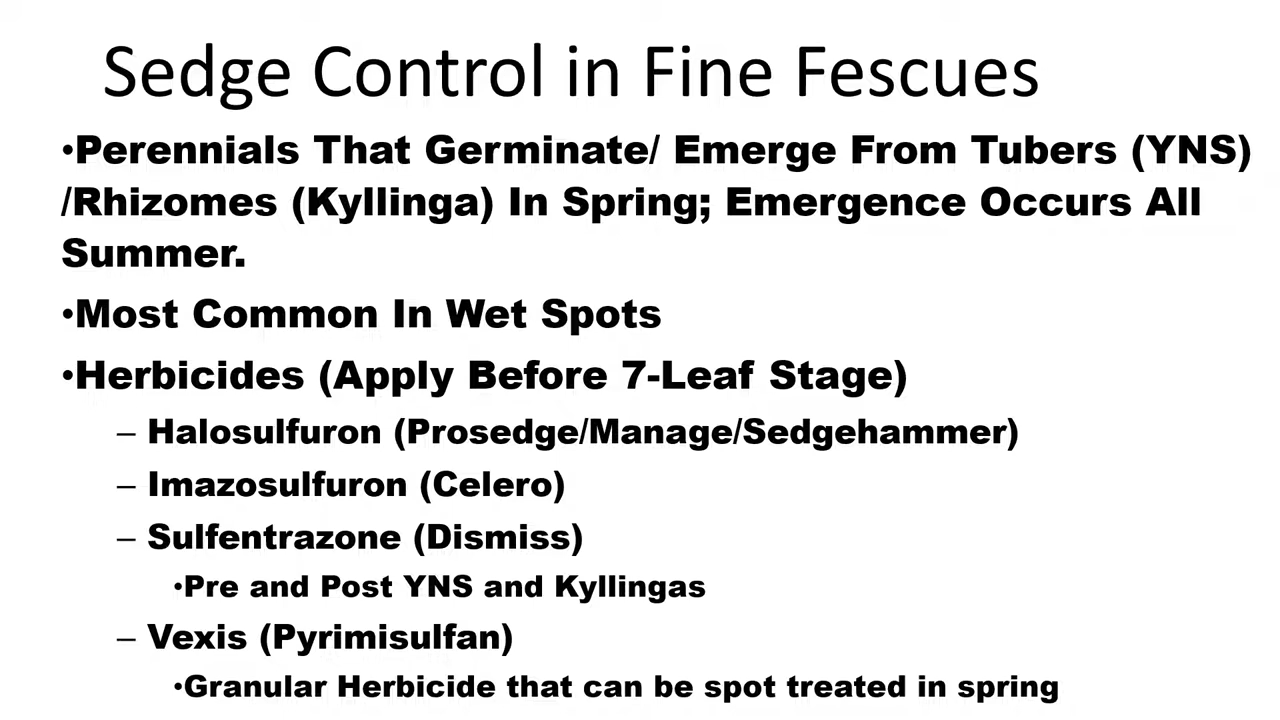 Sedge Control in Fine Fescues
•Perennials That Germinate/ Emerge From Tubers (YNS)
/Rhizomes (Kyllinga) In Spring; Emergence Occurs All
Summer.
•Most Common In Wet Spots
•Herbicides (Apply Before 7-Leaf Stage)
– Halosulfuron (Prosedge/Manage/Sedgehammer)
– Imazosulfuron (Celero)
– Sulfentrazone (Dismiss)
•Pre and Post YNS and Kyllingas
– Vexis (Pyrimisulfan)
•Granular Herbicide that can be spot treated in spring